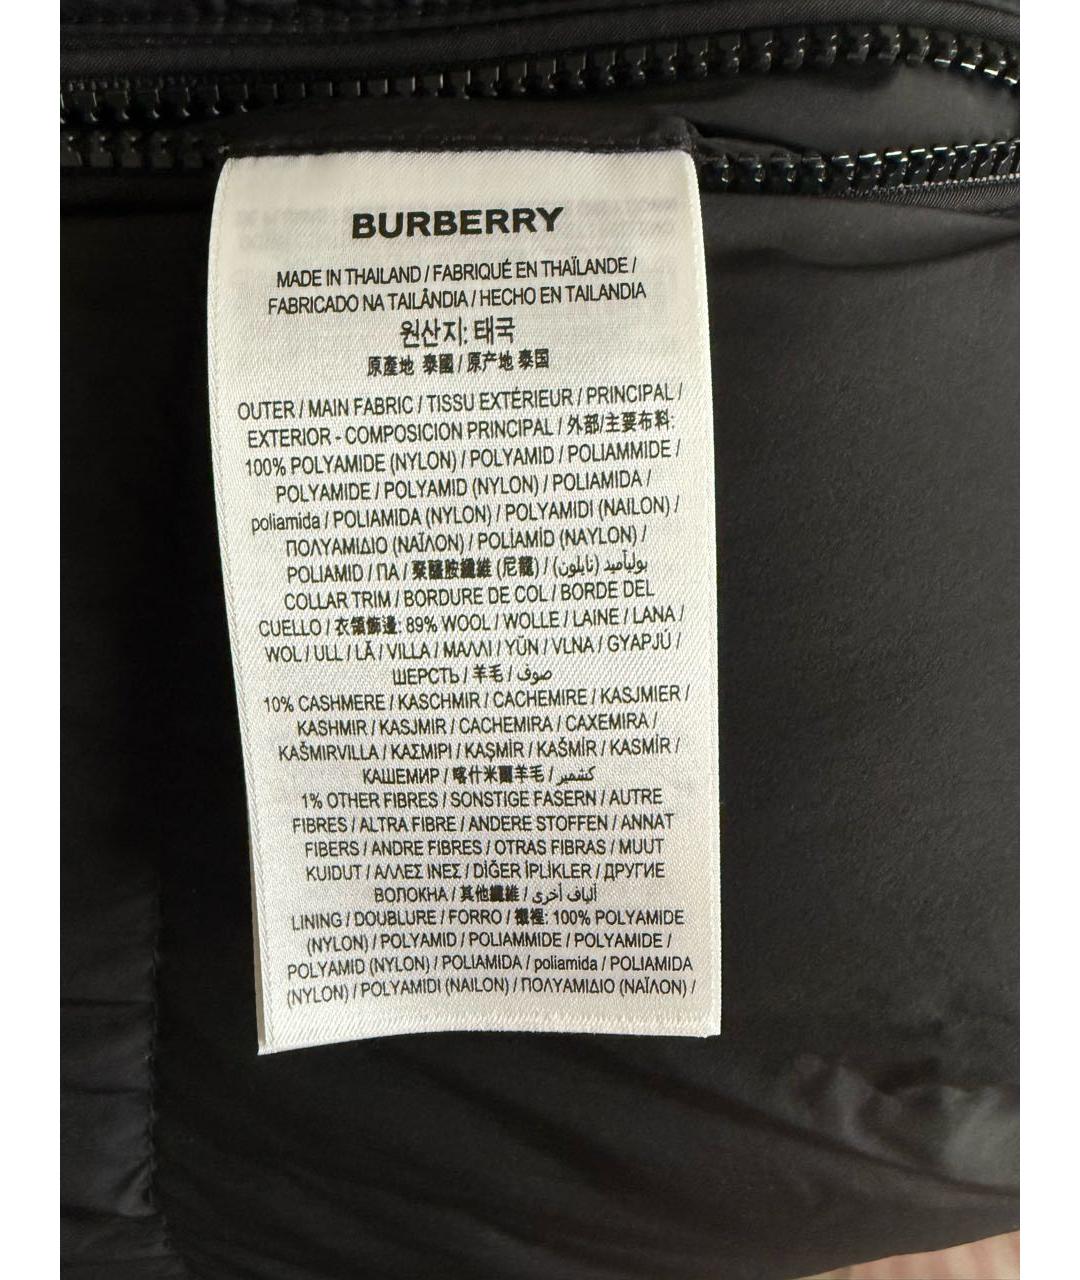 BURBERRY
MADE IN THAILAND / FABRIQUÉ EN THAÏLANDE /
FABRICADO NA TAILÂNDIA / HECHO EN TAILANDIA
원산지: 태국
原產地 泰國 / 原产地 泰国
OUTER / MAIN FABRIC / TISSU EXTÉRIEUR / PRINCIPAL /
EXTERIOR - COMPOSICION PRINCIPAL / 外部/主要布料:
100% POLYAMIDE (NYLON) / POLYAMID / POLIAMMIDE /
POLYAMIDE / POLYAMID (NYLON) / POLIAMIDA /
poliamida / POLIAMIDA (NYLON) / POLYAMIDI (NAILON) /
ΠΟΛΥΑΜΙΔΙΟ (ΝΑΪΛΟΝ) / POLİAMİD (NAYLON) /
POLIAMID / ПА / 聚醯胺纖維 (尼龍) / بوليأميد (نايلون)
COLLAR TRIM / BORDURE DE COL / BORDE DEL
CUELLO / 衣領飾邊: 89% WOOL / WOLLE / LAINE / LANA /
WOL / ULL / LÃ / VILLA / ΜΑΛΛΙ / YÜN / VLNA / GYAPJÚ /
ШЕРСТЬ / 羊毛 / صوف
10% CASHMERE / KASCHMIR / CACHEMIRE / KASJMIER /
KASHMIR / KASJMIR / CACHEMIRA / CAXEMIRA /
KAŠMIRVILLA / ΚΑΣΜΙΡΙ / KAŞMİR / KAŠMÍR / KASMÍR /
КАШЕМИР / 喀什米爾羊毛 / كشمير
1% OTHER FIBRES / SONSTIGE FASERN / AUTRE
FIBRES / ALTRA FIBRE / ANDERE STOFFEN / ANNAT
FIBERS / ANDRE FIBRES / OTRAS FIBRAS / MUUT
KUIDUT / ΑΛΛΕΣ ΙΝΕΣ / DİĞER İPLİKLER / ДРУГИЕ
ВОЛОКНА / 其他纖維 / ألياف أخرى
LINING / DOUBLURE / FORRO / 襯裡: 100% POLYAMIDE
(NYLON) / POLYAMID / POLIAMMIDE / POLYAMIDE /
POLYAMID (NYLON) / POLIAMIDA / poliamida / POLIAMIDA
(NYLON) / POLYAMIDI (NAILON) / ΠΟΛΥΑΜΙΔΙΟ (ΝΑΪΛΟΝ) /